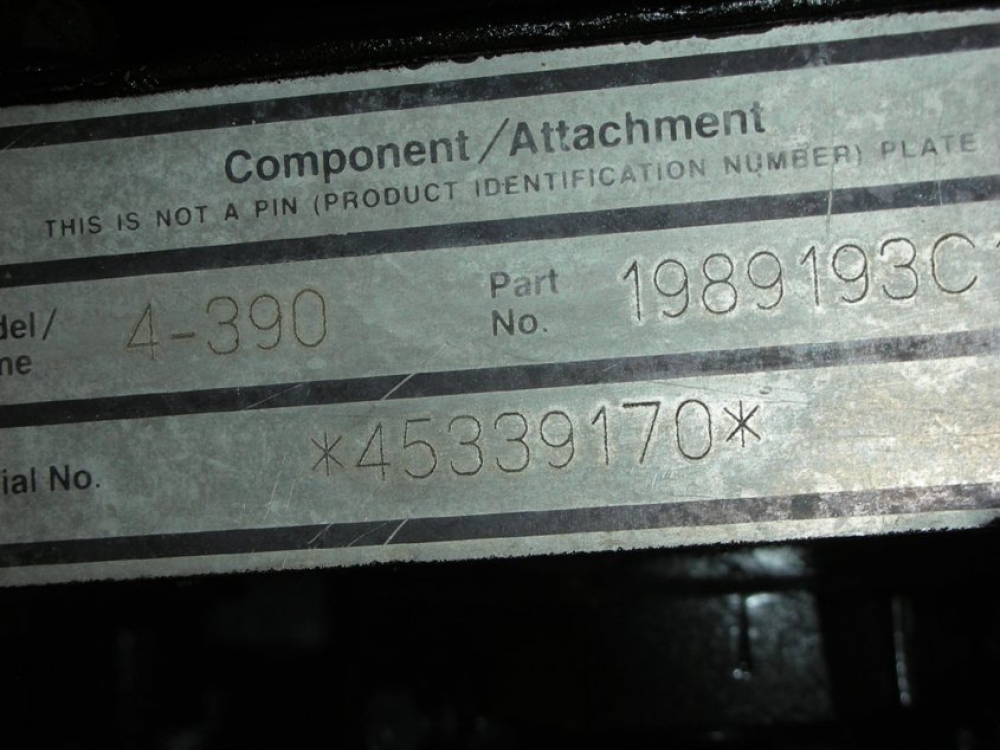 Component/Attachment
THIS IS NOT A PIN (PRODUCT IDENTIFICATION NUMBER) PLATE
del/
me 4-390 Part No. 1989193C
ial No. *45339170*